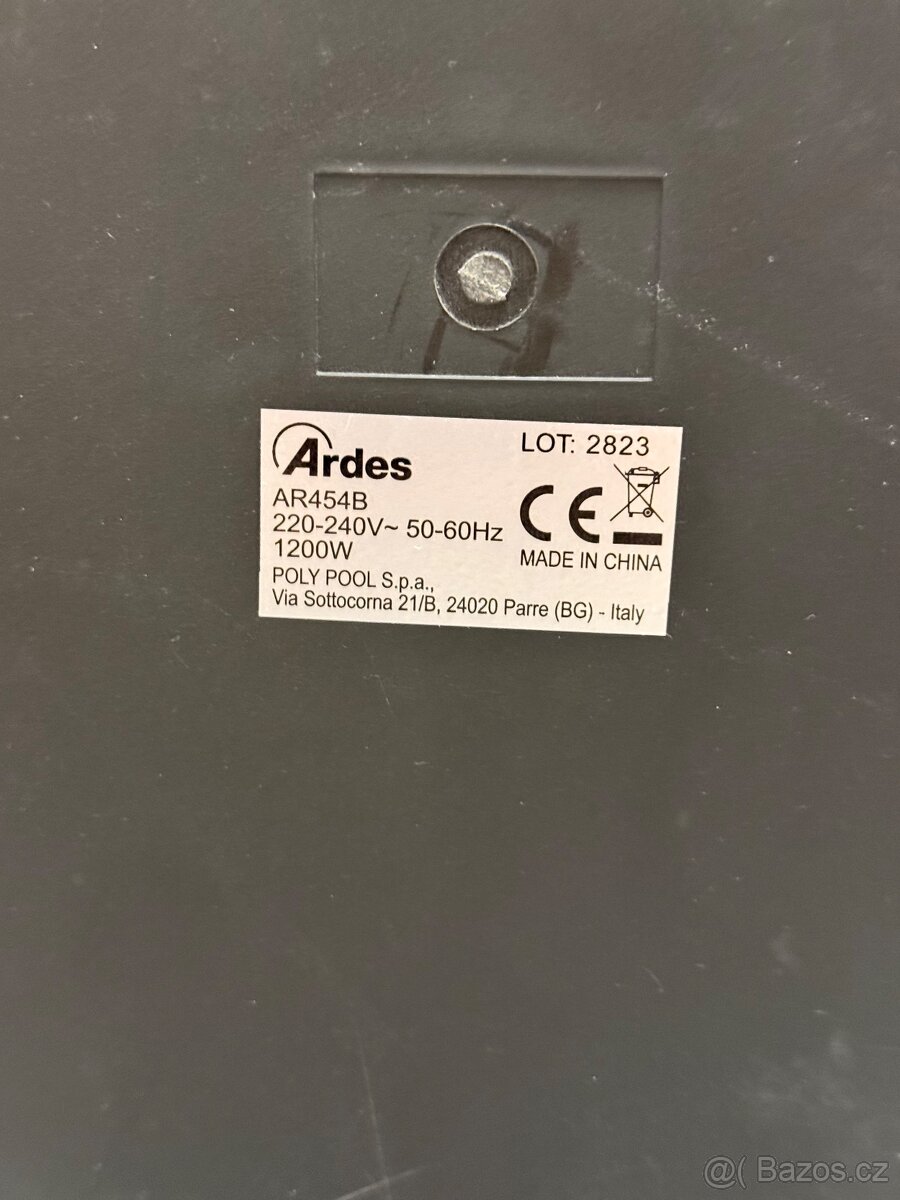 Ardes
LOT: 2823
AR454B
220-240V~ 50-60Hz
1200W
CE
MADE IN CHINA
POLY POOL S.p.a.,
Via Sottocorna 21/B, 24020 Parre (BG) - Italy
@( Bazos.cz